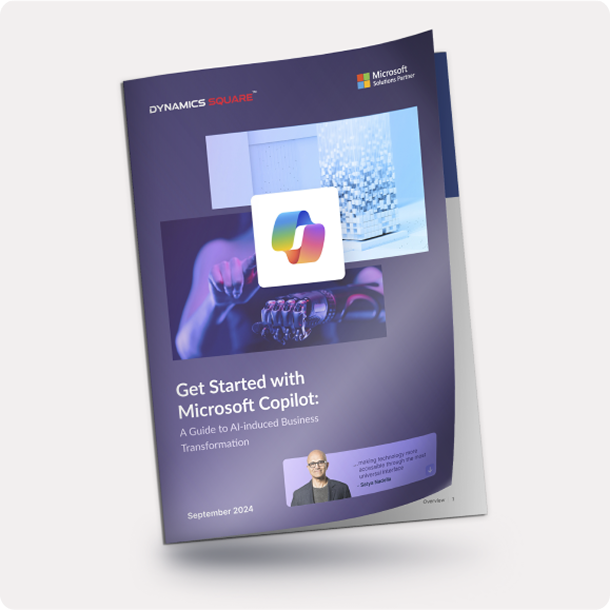 DYNAMICS SQUARE™
Microsoft
Solutions Partner
Get Started with
Microsoft Copilot:
A Guide to AI-induced Business
Transformation
...making technology more
accessible through the most
universal interface
- Satya Nadella
September 2024
Overview | 1